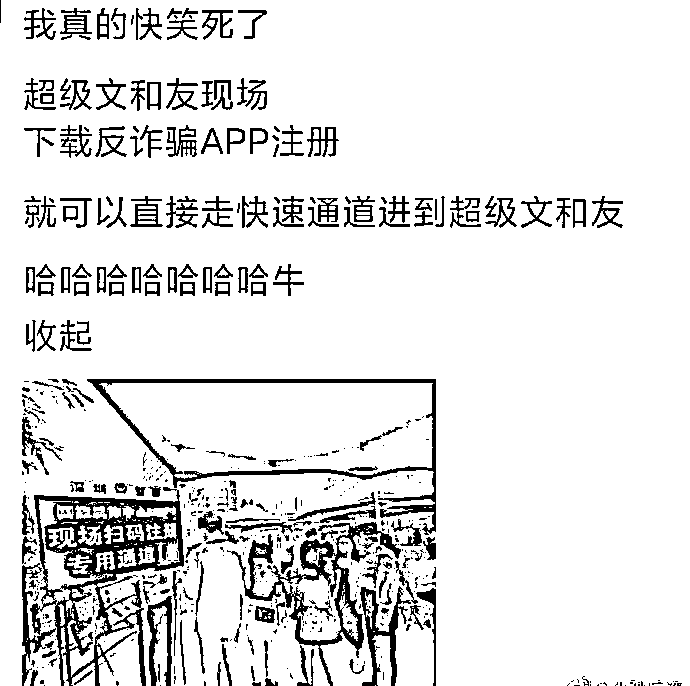 我真的快笑死了
超级文和友现场
下载反诈骗APP注册
就可以直接走快速通道进到超级文和友
哈哈哈哈哈哈哈牛
收起
现场扫码注册
专用通道